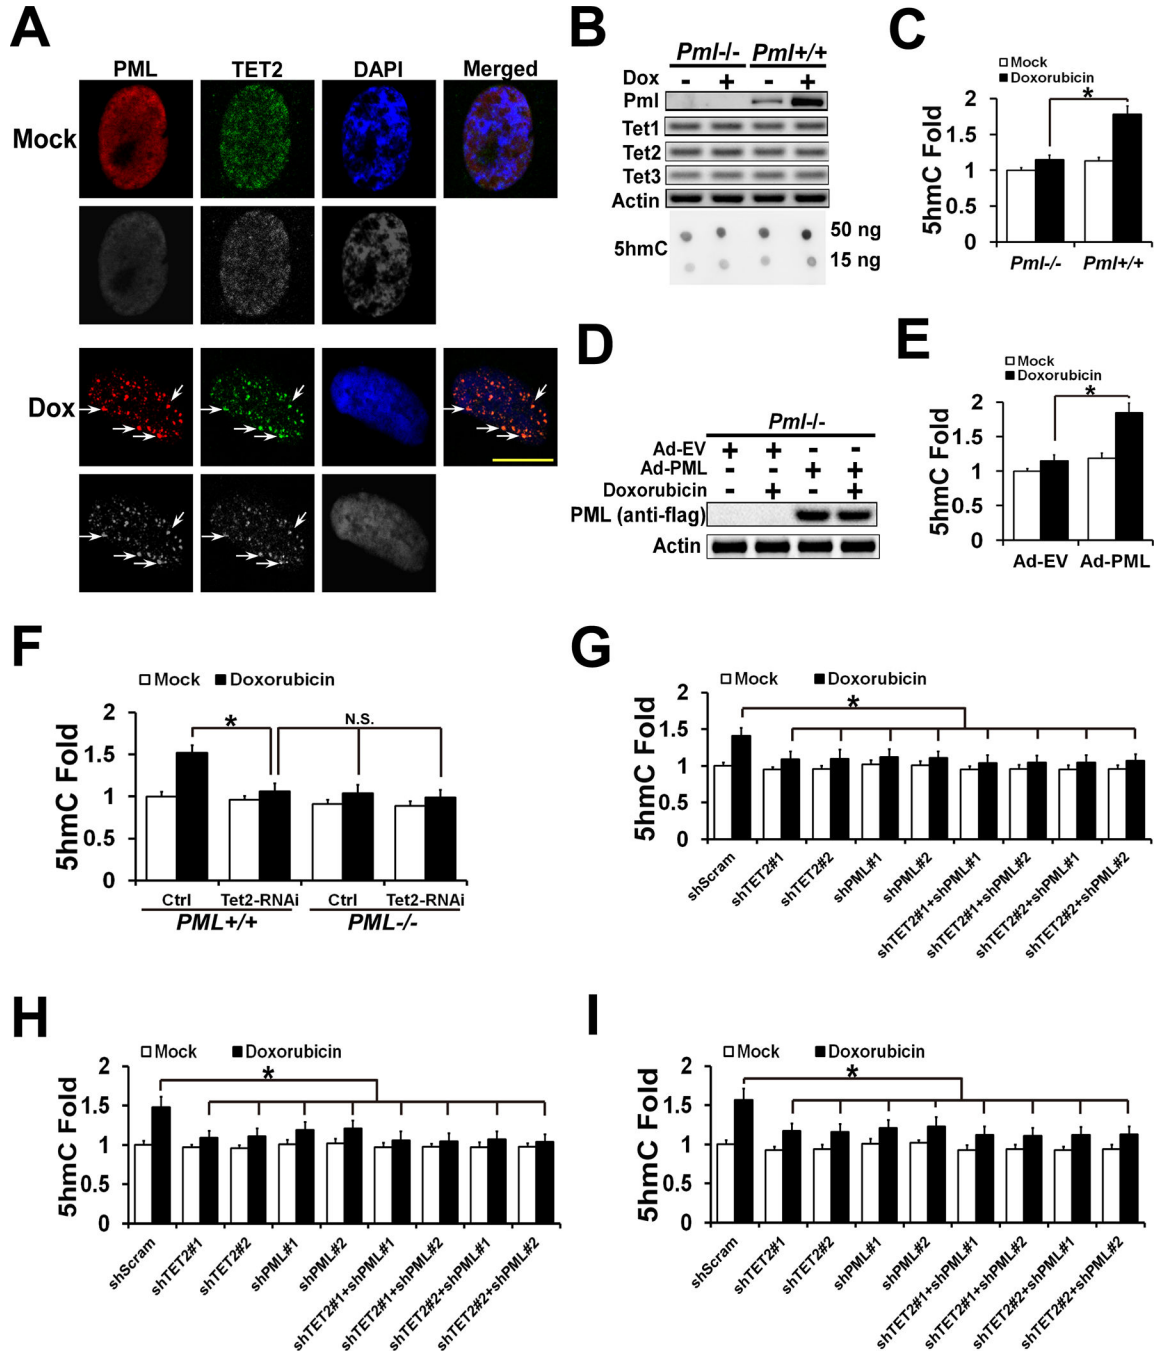 A
PML TET2 DAPI Merged
Mock
Dox
B
Pml-/- Pml+/+
Dox - + - +
Pml
Tet1
Tet2
Tet3
Actin
5hmC
50 ng
15 ng
C
Mock
Doxorubicin
*
5hmC Fold
2
1.5
1
0.5
0
Pml-/- Pml+/+
D
Pml-/-
Ad-EV + + - -
Ad-PML - - + +
Doxorubicin - + - +
PML (anti-flag)
Actin
E
Mock
Doxorubicin
*
5hmC Fold
2
1.5
1
0.5
0
Ad-EV Ad-PML
F
Mock Doxorubicin
* N.S.
5hmC Fold
2
1.5
1
0.5
0
Ctrl Tet2-RNAi Ctrl Tet2-RNAi
PML+/+ PML-/-
G
Mock Doxorubicin
*
5hmC Fold
2
1.5
1
0.5
0
shScram
shTET2#1
shTET2#2
shPML#1
shPML#2
shTET2#1+shPML#1
shTET2#1+shPML#2
shTET2#2+shPML#1
shTET2#2+shPML#2
H
Mock Doxorubicin
*
5hmC Fold
2
1.5
1
0.5
0
shScram
shTET2#1
shTET2#2
shPML#1
shPML#2
shTET2#1+shPML#1
shTET2#1+shPML#2
shTET2#2+shPML#1
shTET2#2+shPML#2
I
Mock Doxorubicin
*
5hmC Fold
2
1.5
1
0.5
0
shScram
shTET2#1
shTET2#2
shPML#1
shPML#2
shTET2#1+shPML#1
shTET2#1+shPML#2
shTET2#2+shPML#1
shTET2#2+shPML#2